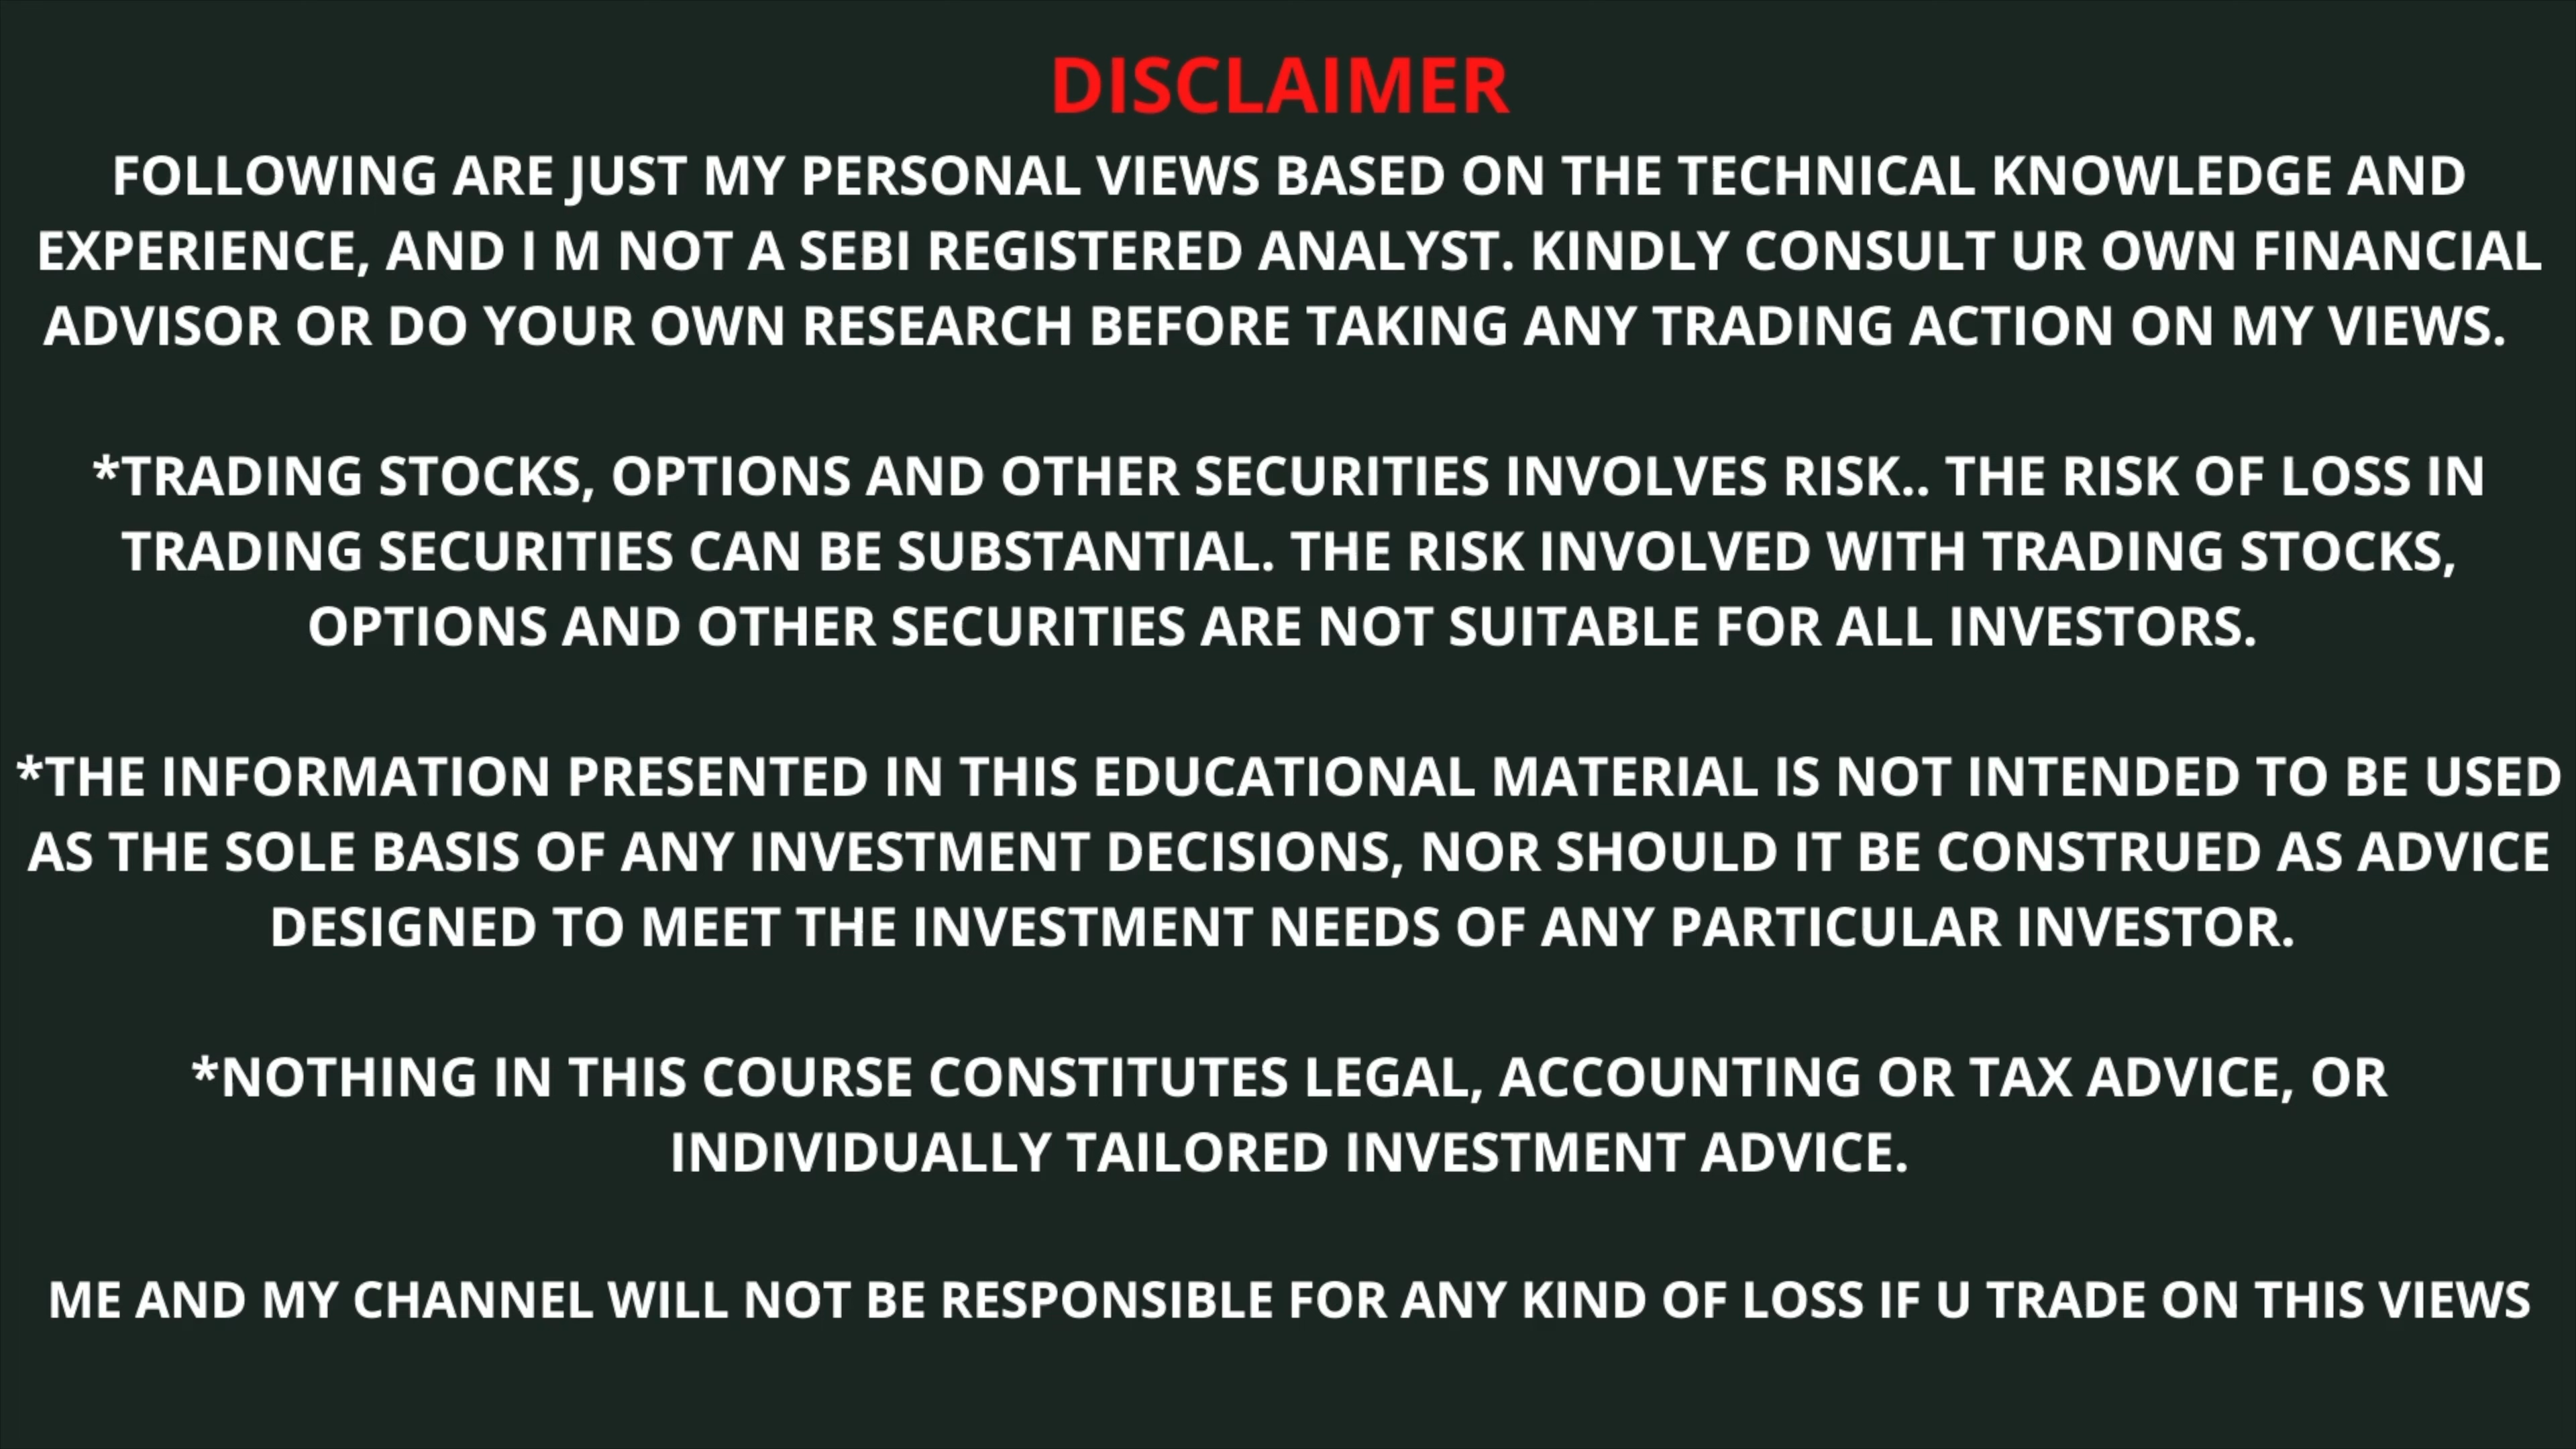 DISCLAIMER
FOLLOWING ARE JUST MY PERSONAL VIEWS BASED ON THE TECHNICAL KNOWLEDGE AND
EXPERIENCE, AND I M NOT A SEBI REGISTERED ANALYST. KINDLY CONSULT UR OWN FINANCIAL
ADVISOR OR DO YOUR OWN RESEARCH BEFORE TAKING ANY TRADING ACTION ON MY VIEWS.
*TRADING STOCKS, OPTIONS AND OTHER SECURITIES INVOLVES RISK.. THE RISK OF LOSS IN
TRADING SECURITIES CAN BE SUBSTANTIAL. THE RISK INVOLVED WITH TRADING STOCKS,
OPTIONS AND OTHER SECURITIES ARE NOT SUITABLE FOR ALL INVESTORS.
*THE INFORMATION PRESENTED IN THIS EDUCATIONAL MATERIAL IS NOT INTENDED TO BE USED
AS THE SOLE BASIS OF ANY INVESTMENT DECISIONS, NOR SHOULD IT BE CONSTRUED AS ADVICE
DESIGNED TO MEET THE INVESTMENT NEEDS OF ANY PARTICULAR INVESTOR.
*NOTHING IN THIS COURSE CONSTITUTES LEGAL, ACCOUNTING OR TAX ADVICE, OR
INDIVIDUALLY TAILORED INVESTMENT ADVICE.
ME AND MY CHANNEL WILL NOT BE RESPONSIBLE FOR ANY KIND OF LOSS IF U TRADE ON THIS VIEWS